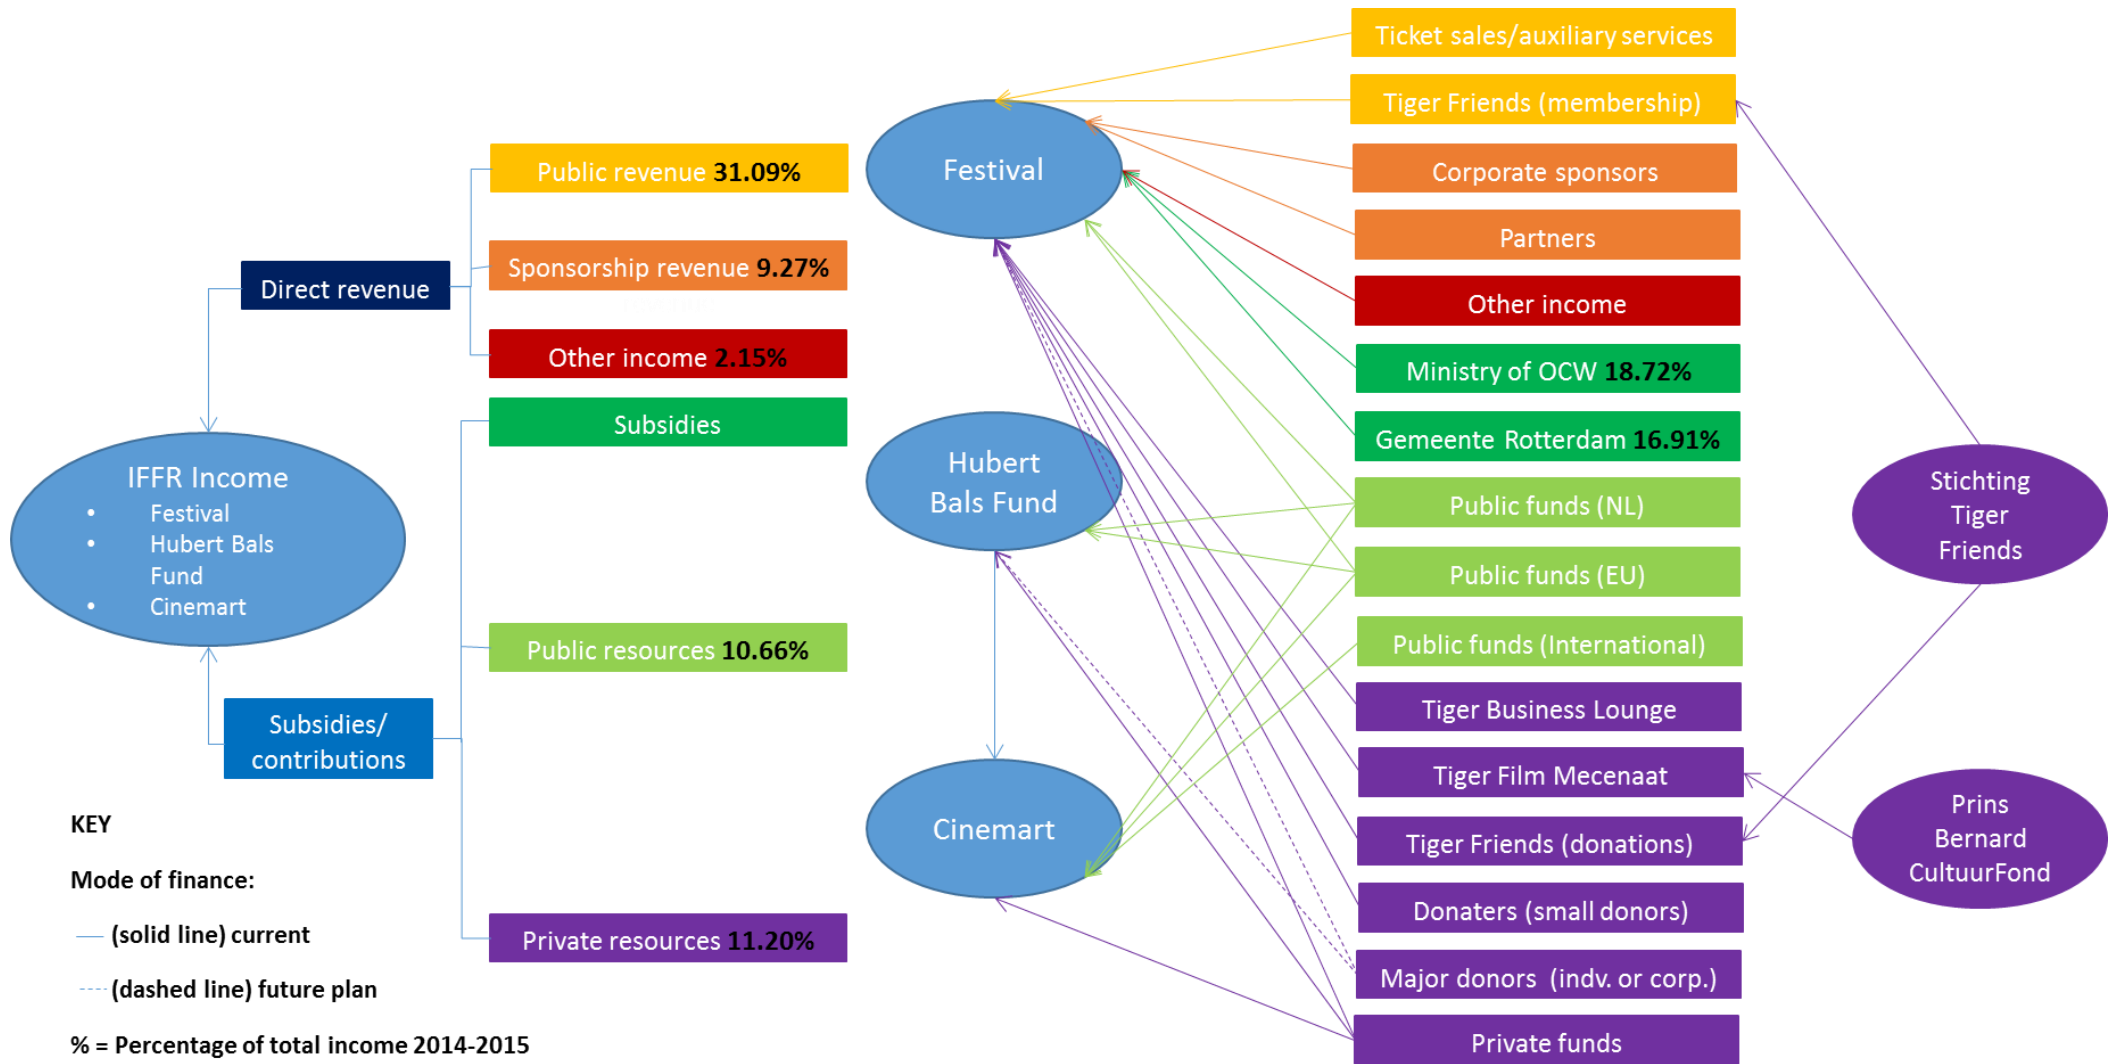 Direct revenue
Public revenue 31.09%
Sponsorship revenue 9.27%
Other income 2.15%
Subsidies
Public resources 10.66%
Private resources 11.20%
IFFR Income
• Festival
• Hubert Bals
Fund
• Cinemart
Subsidies/
contributions
KEY
Mode of finance:
(solid line) current
(dashed line) future plan
% = Percentage of total income 2014-2015
Festival
Hubert
Bals Fund
Cinemart
Ticket sales/auxiliary services
Tiger Friends (membership)
Corporate sponsors
Partners
Other income
Ministry of OCW 18.72%
Gemeente Rotterdam 16.91%
Public funds (NL)
Public funds (EU)
Public funds (International)
Tiger Business Lounge
Tiger Film Mecenaat
Tiger Friends (donations)
Donaters (small donors)
Major donors (indv. or corp.)
Private funds
Stichting
Tiger
Friends
Prins
Bernard
CultuurFond